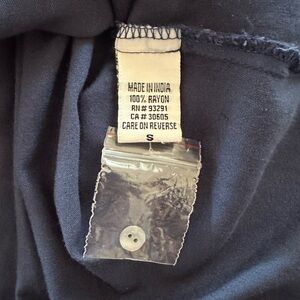 MADE IN INDIA
100% RAYON
RN# 93291
CA# 30605
CARE ON REVERSE
S